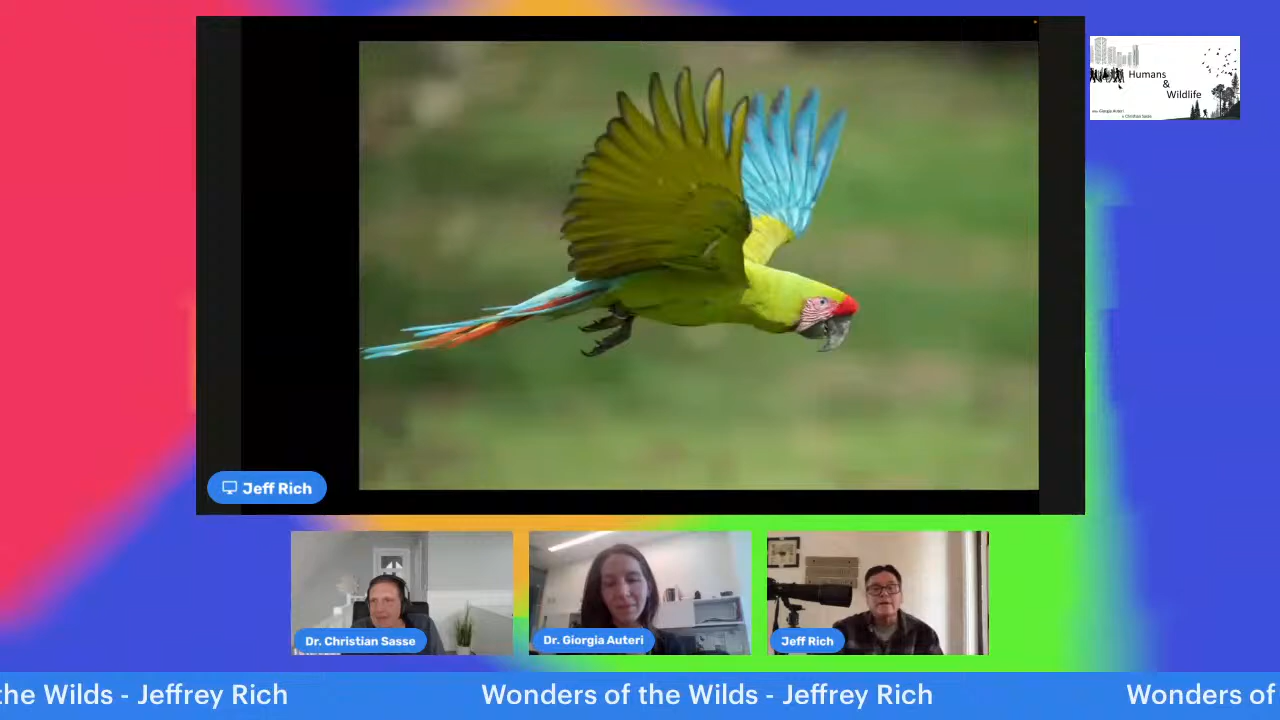 Humans
&
Wildlife
Jeff Rich
Dr. Christian Sasse
Dr. Giorgia Auteri
Jeff Rich
the Wilds - Jeffrey Rich
Wonders of the Wilds - Jeffrey Rich
Wonders of